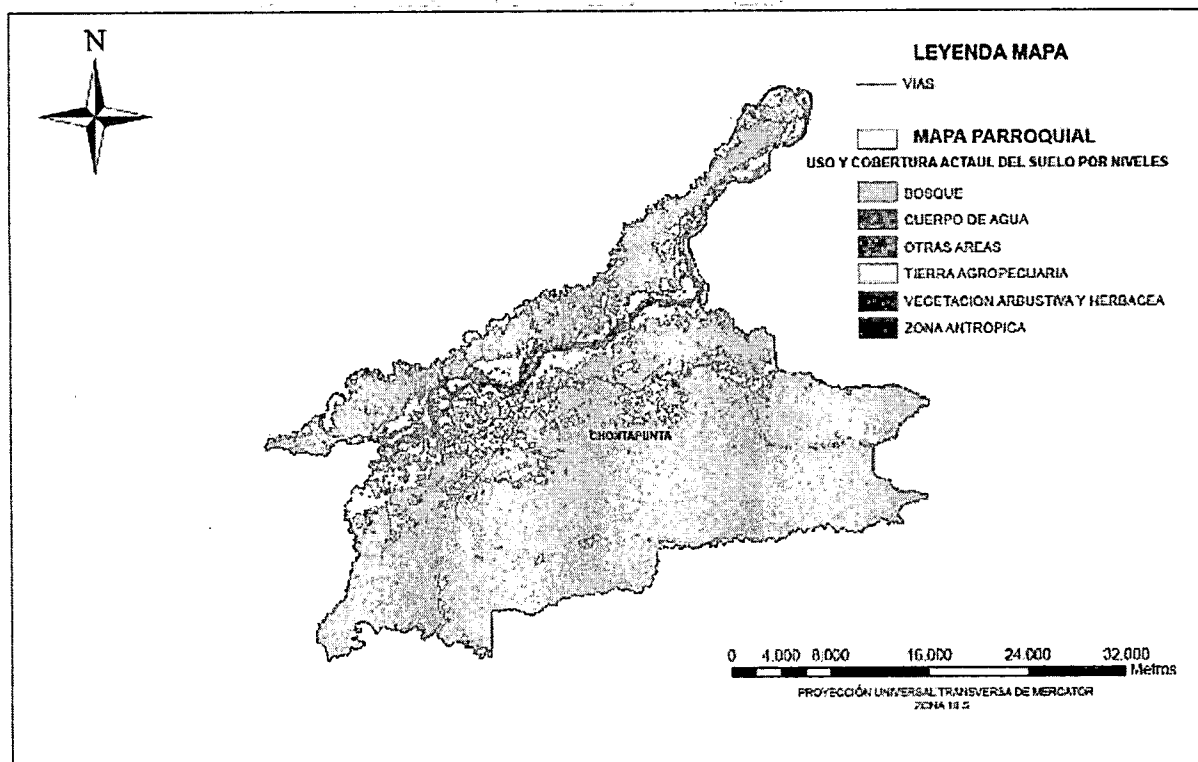 N
LEYENDA MAPA
VIAS
MAPA PARROQUIAL
USO Y COBERTURA ACTAUL DEL SUELO POR NIVELES
BOSQUE
CUERPO DE AGUA
OTRAS AREAS
TIERRA AGROPECUARIA
VEGETACION ARBUSTIVA Y HERBACEA
ZONA ANTROPICA
CHONTAPUNTA
0 4,000 8,000 16,000 24,000 32,000
Metros
PROYECCIÓN UNIVERSAL TRANSVERSA DE MERCATOR
ZONA 18 S